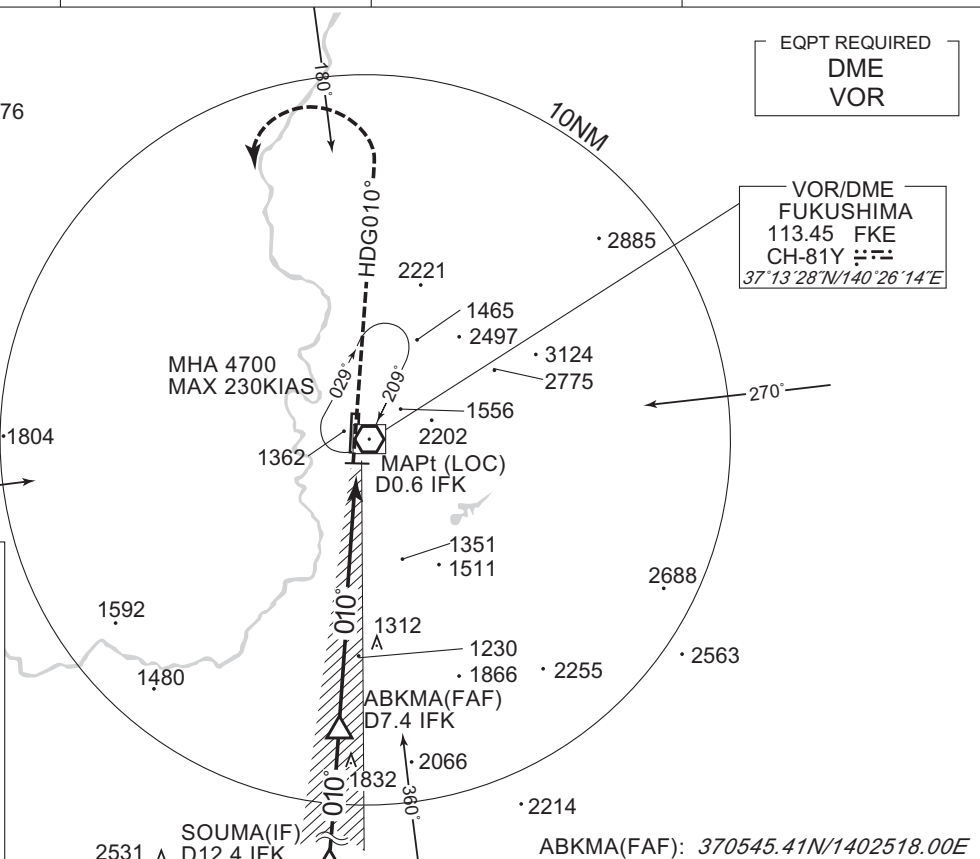 EQPT REQUIRED
DME
VOR
180°
76
10NM
VOR/DME
FUKUSHIMA
113.45 FKE
CH-81Y
37°13´28˝N/140°26´14˝E
HDG010°
2885
2221
1465
2497
3124
2775
MHA 4700
MAX 230KIAS
029°
209°
270°
1556
2202
1804
1362
MAPt (LOC)
D0.6 IFK
1351
1511
2688
1592
010°
1312
1230
2563
1866
2255
1480
ABKMA(FAF)
D7.4 IFK
2066
1832
010°
360°
2214
SOUMA(IF)
D12.4 IFK
2531
ABKMA(FAF): 370545.41N/1402518.00E